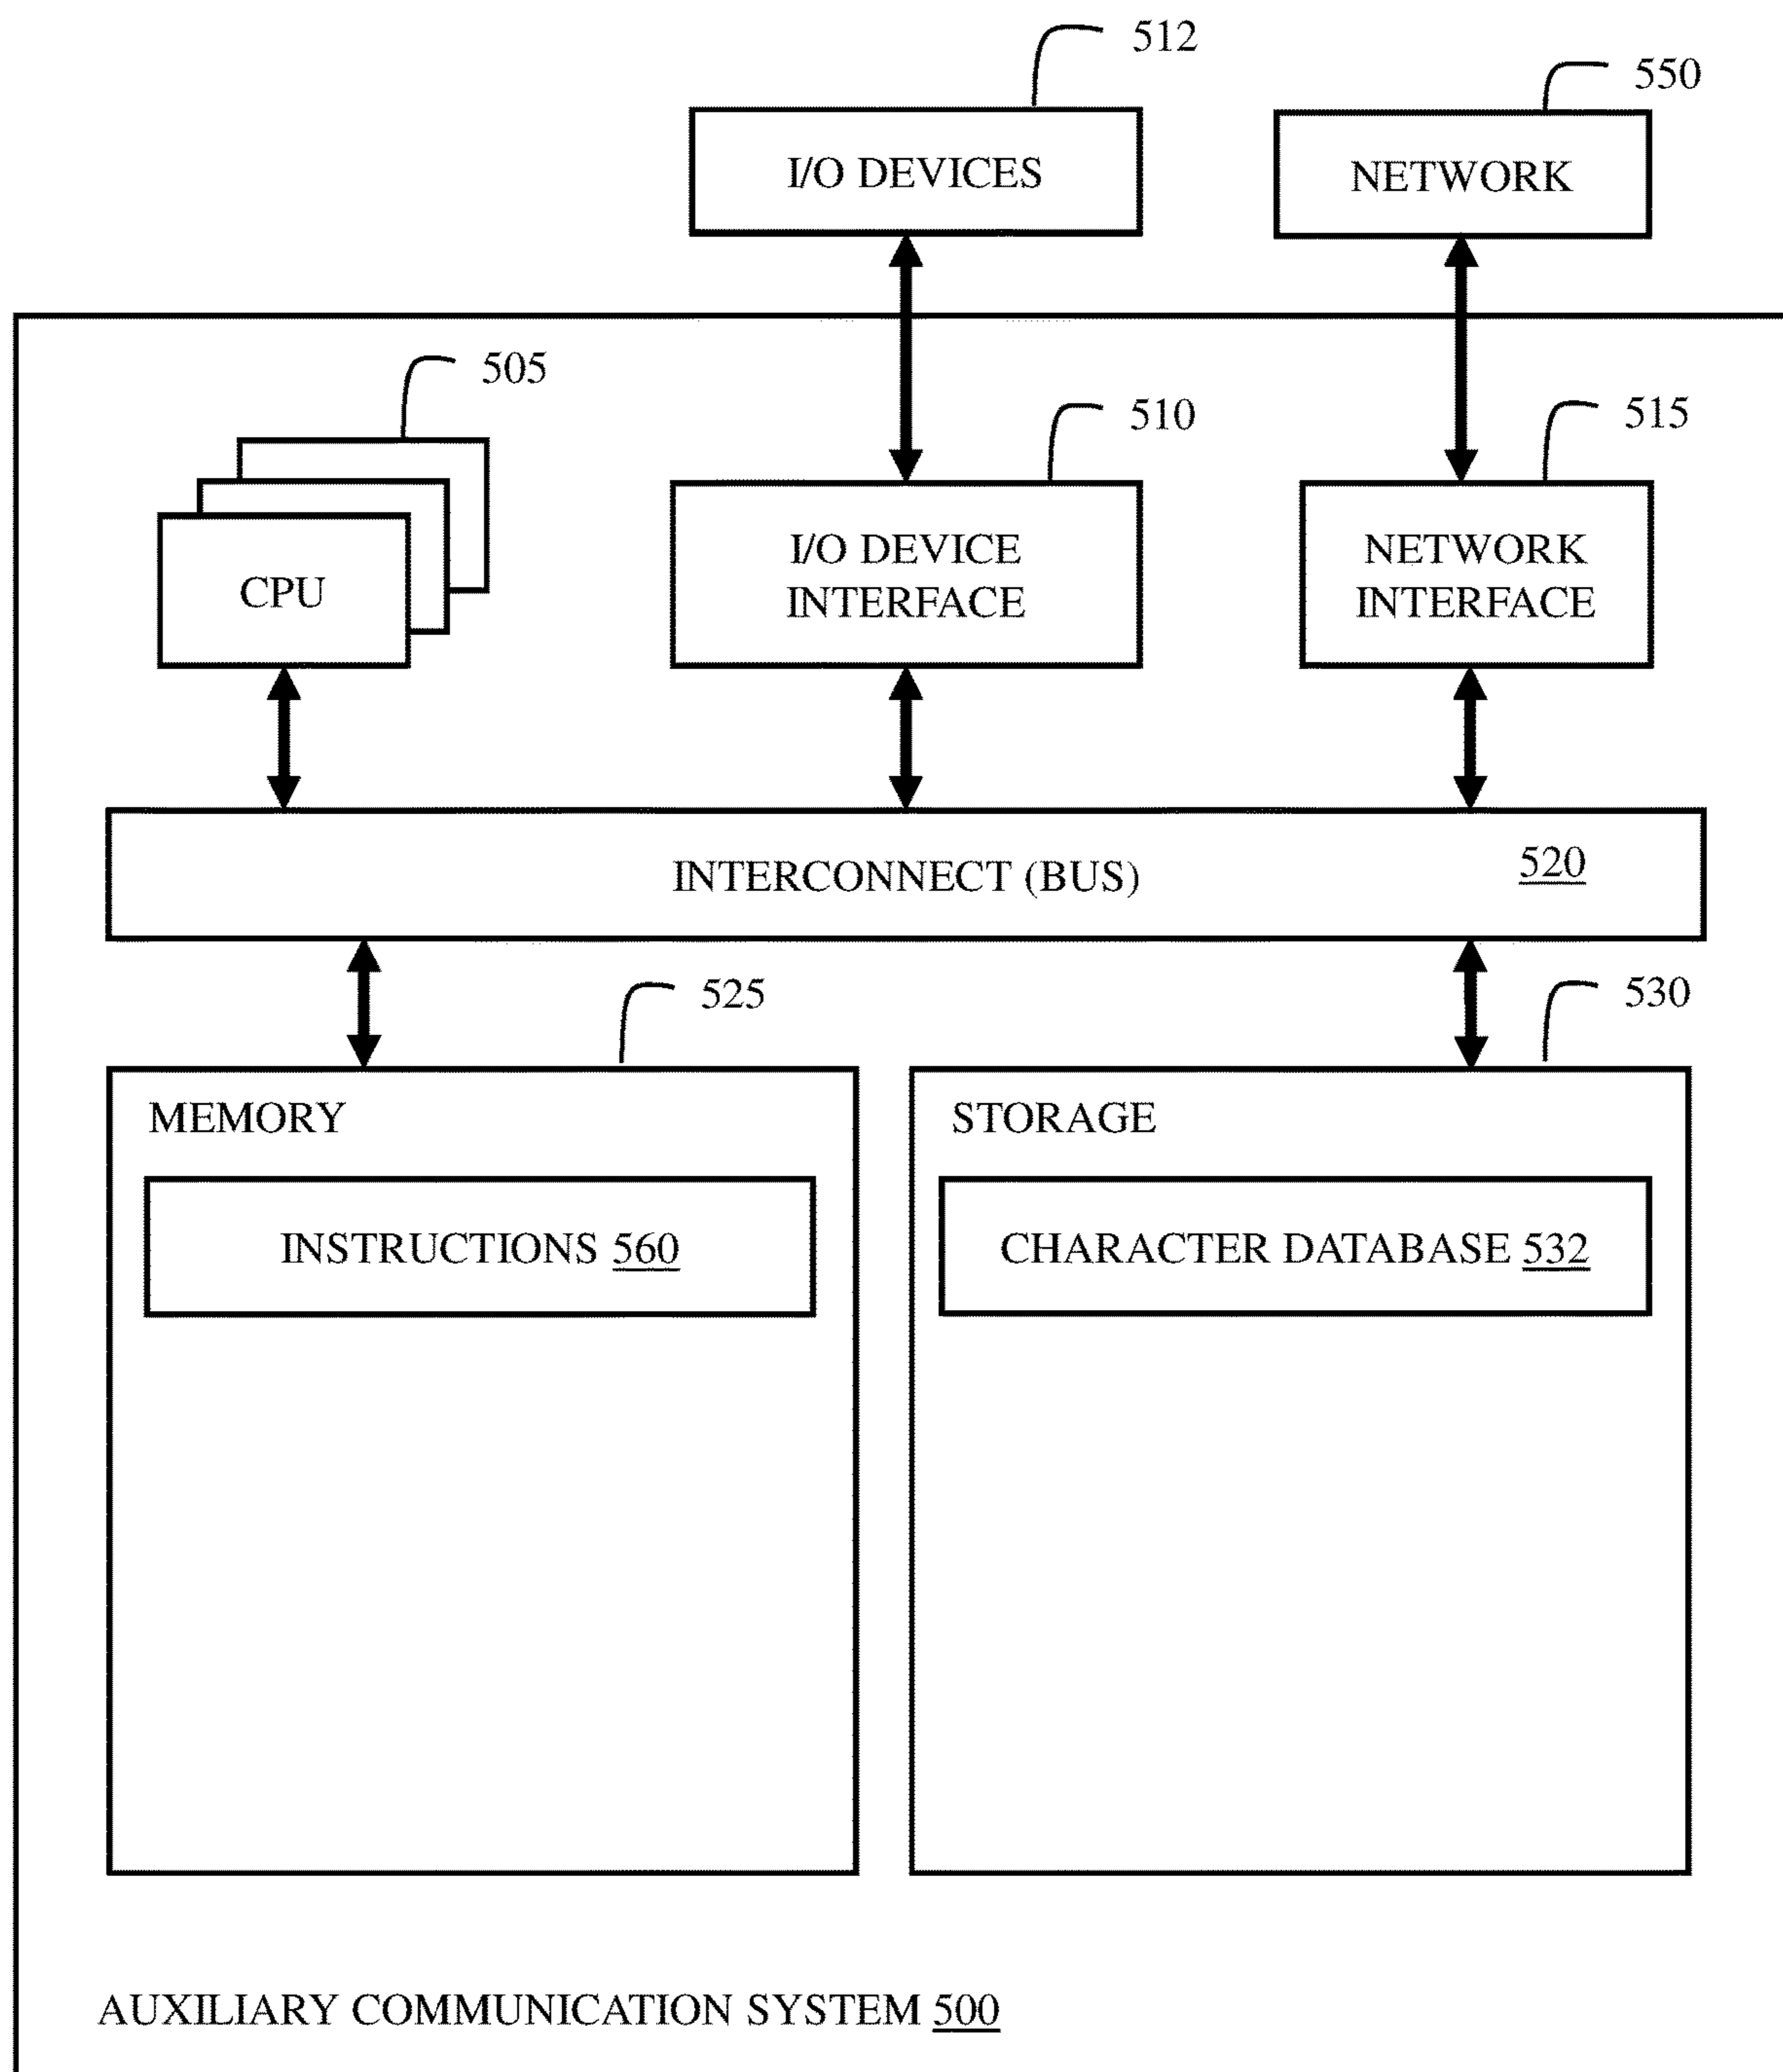 512
550
I/O DEVICES
NETWORK
505
510
515
CPU
I/O DEVICE
INTERFACE
NETWORK
INTERFACE
INTERCONNECT (BUS)
520
525
530
MEMORY
STORAGE
INSTRUCTIONS 560
CHARACTER DATABASE 532
AUXILIARY COMMUNICATION SYSTEM 500